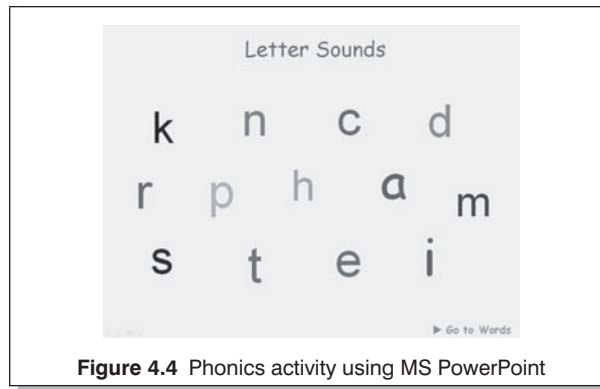 Letter Sounds
k n c d
r p h a m
s t e i
▶ Go to Words
Figure 4.4 Phonics activity using MS PowerPoint